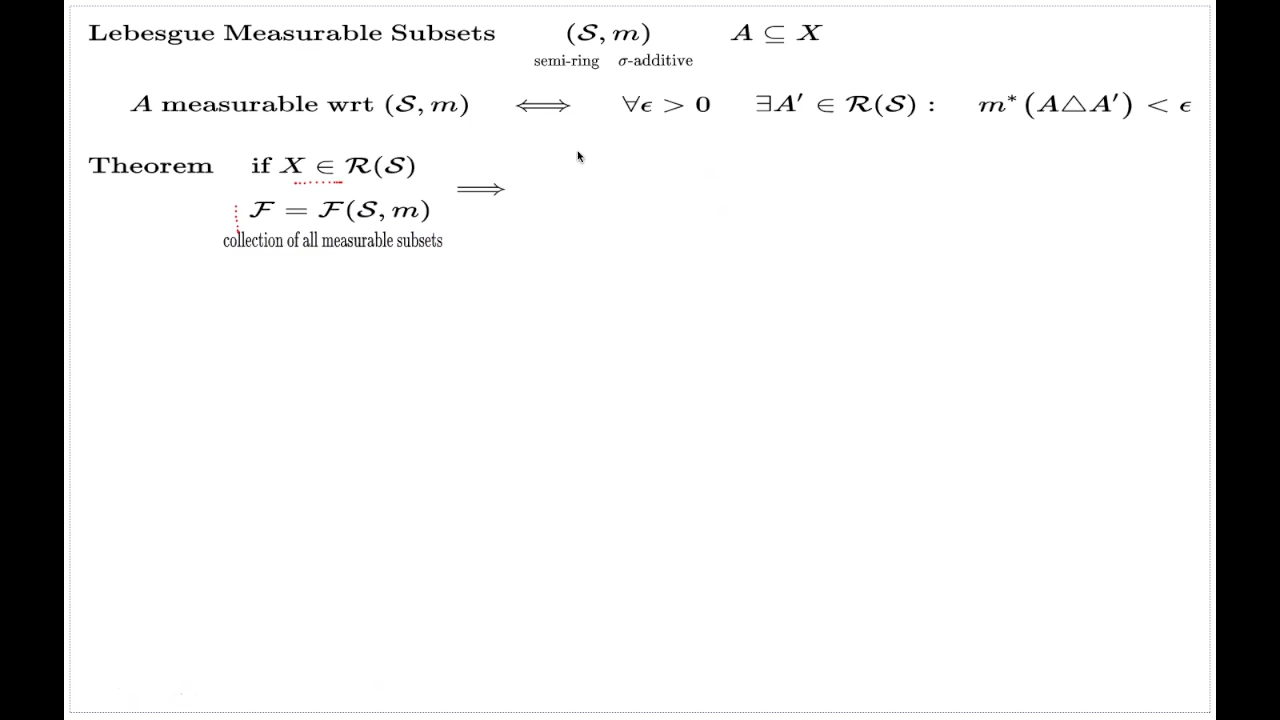 Lebesgue Measurable Subsets (𝒮, m) A ⊆ X
semi-ring σ-additive
A measurable wrt (𝒮, m) ⟺ ∀ϵ > 0 ∃A′ ∈ ℛ(𝒮) : m*(A△A′) < ϵ
Theorem if X ∈ ℛ(𝒮)
⟹
ℱ = ℱ(𝒮, m)
collection of all measurable subsets